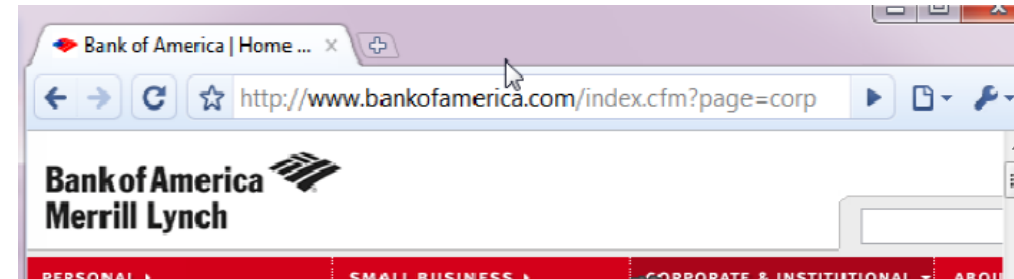 Bank of America | Home ...
http://www.bankofamerica.com/index.cfm?page=corp
Bank of America
Merrill Lynch
PERSONAL SMALL BUSINESS CORPORATE & INSTITUTIONAL